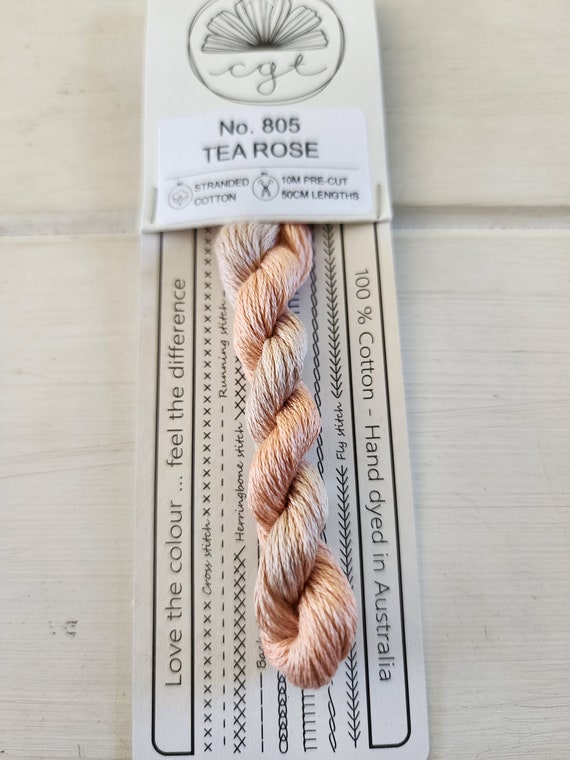 cgt
No. 805
TEA ROSE
STRANDED
COTTON
10M PRE-CUT
50CM LENGTHS
Love the colour ... feel the difference
Cross stitch
Running stitch
Herringbone stitch
Fly stitch
100 % Cotton - Hand dyed in Australia